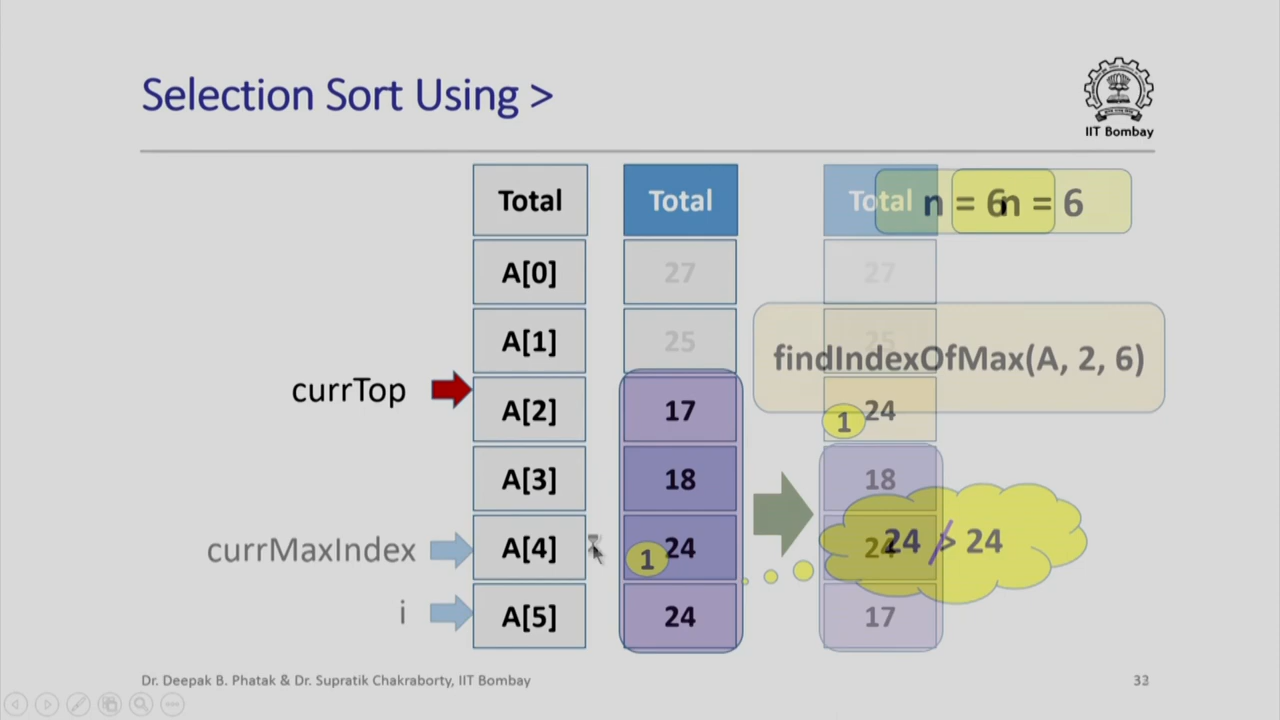 Selection Sort Using >
IIT Bombay
Total Total Total n = 6 n = 6
A[0] 27 27
A[1] 25 25
findIndexOfMax(A, 2, 6)
currTop A[2] 17 1 24
A[3] 18 18
currMaxIndex A[4] 1 24 24 24 > 24
i A[5] 24 17
Dr. Deepak B. Phatak & Dr. Supratik Chakraborty, IIT Bombay